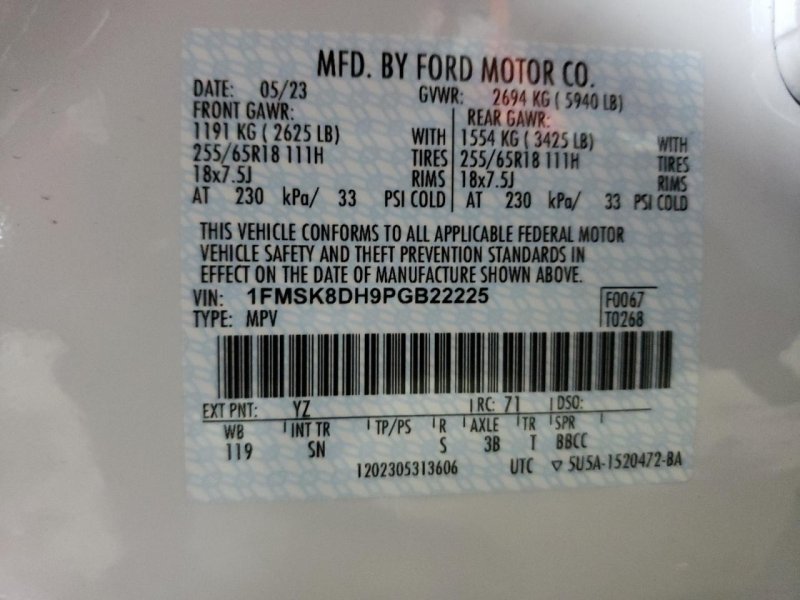 MFD. BY FORD MOTOR CO.
DATE: 05/23 GVWR: 2694 KG ( 5940 LB)
FRONT GAWR: REAR GAWR:
1191 KG ( 2625 LB) WITH 1554 KG ( 3425 LB) WITH
255/65R18 111H TIRES 255/65R18 111H TIRES
18x7.5J RIMS 18x7.5J RIMS
AT 230 kPa/ 33 PSI COLD AT 230 kPa/ 33 PSI COLD
THIS VEHICLE CONFORMS TO ALL APPLICABLE FEDERAL MOTOR
VEHICLE SAFETY AND THEFT PREVENTION STANDARDS IN
EFFECT ON THE DATE OF MANUFACTURE SHOWN ABOVE.
VIN: 1FMSK8DH9PGB22225 F0067
TYPE: MPV T0268
EXT PNT: YZ RC: 71 DSO:
WB INT TR TP/PS R AXLE TR SPR
119 SN S 3B T BBCC
1202305313606 UTC ▽ 5U5A-1520472-BA